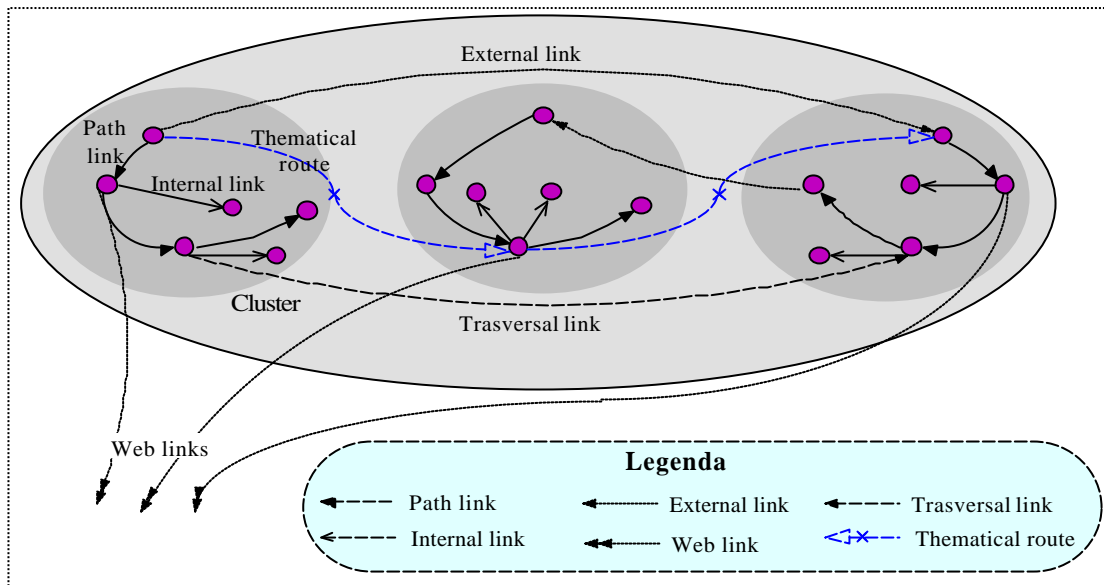 External link
Path
link
Thematical
route
Internal link
Cluster
Trasversal link
Web links
Legenda
Path link
External link
Trasversal link
Internal link
Web link
Thematical route